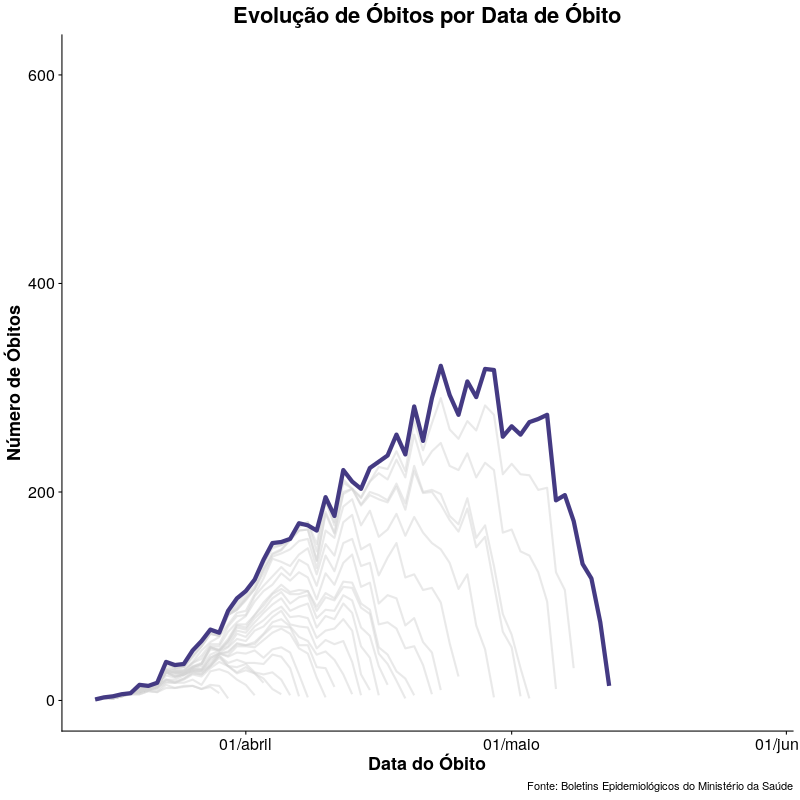 Evolução de Óbitos por Data de Óbito
600
400
200
0
Número de Óbitos
01/abril
01/maio
01/jun
Data do Óbito
Fonte: Boletins Epidemiológicos do Ministério da Saúde